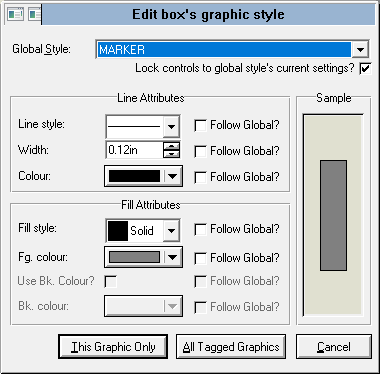 Edit box's graphic style
Global Style: MARKER
Lock controls to global style's current settings?
Line Attributes
Sample
Line style: Follow Global?
Width: 0.12in Follow Global?
Colour: Follow Global?
Fill Attributes
Fill style: Solid Follow Global?
Fg. colour: Follow Global?
Use Bk. Colour? Follow Global?
Bk. colour: Follow Global?
This Graphic Only All Tagged Graphics Cancel